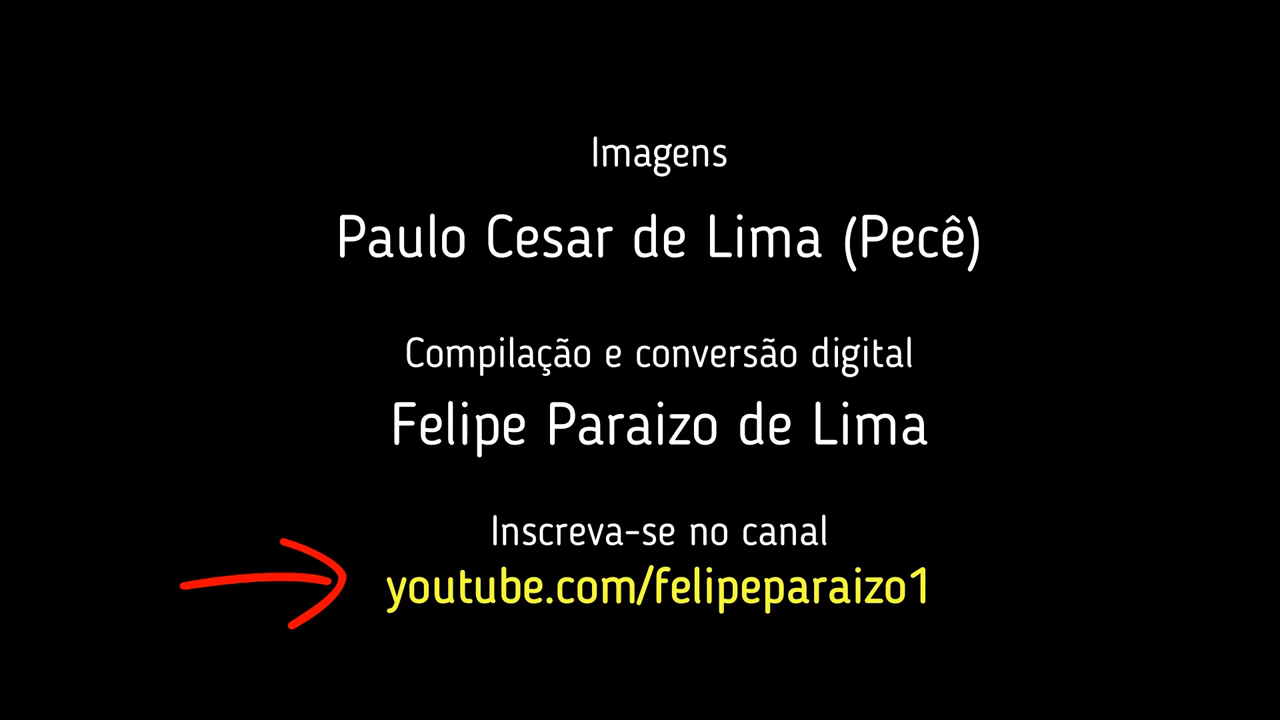 Imagens
Paulo Cesar de Lima (Pecê)
Compilação e conversão digital
Felipe Paraizo de Lima
Inscreva-se no canal
youtube.com/felipeparaizo1